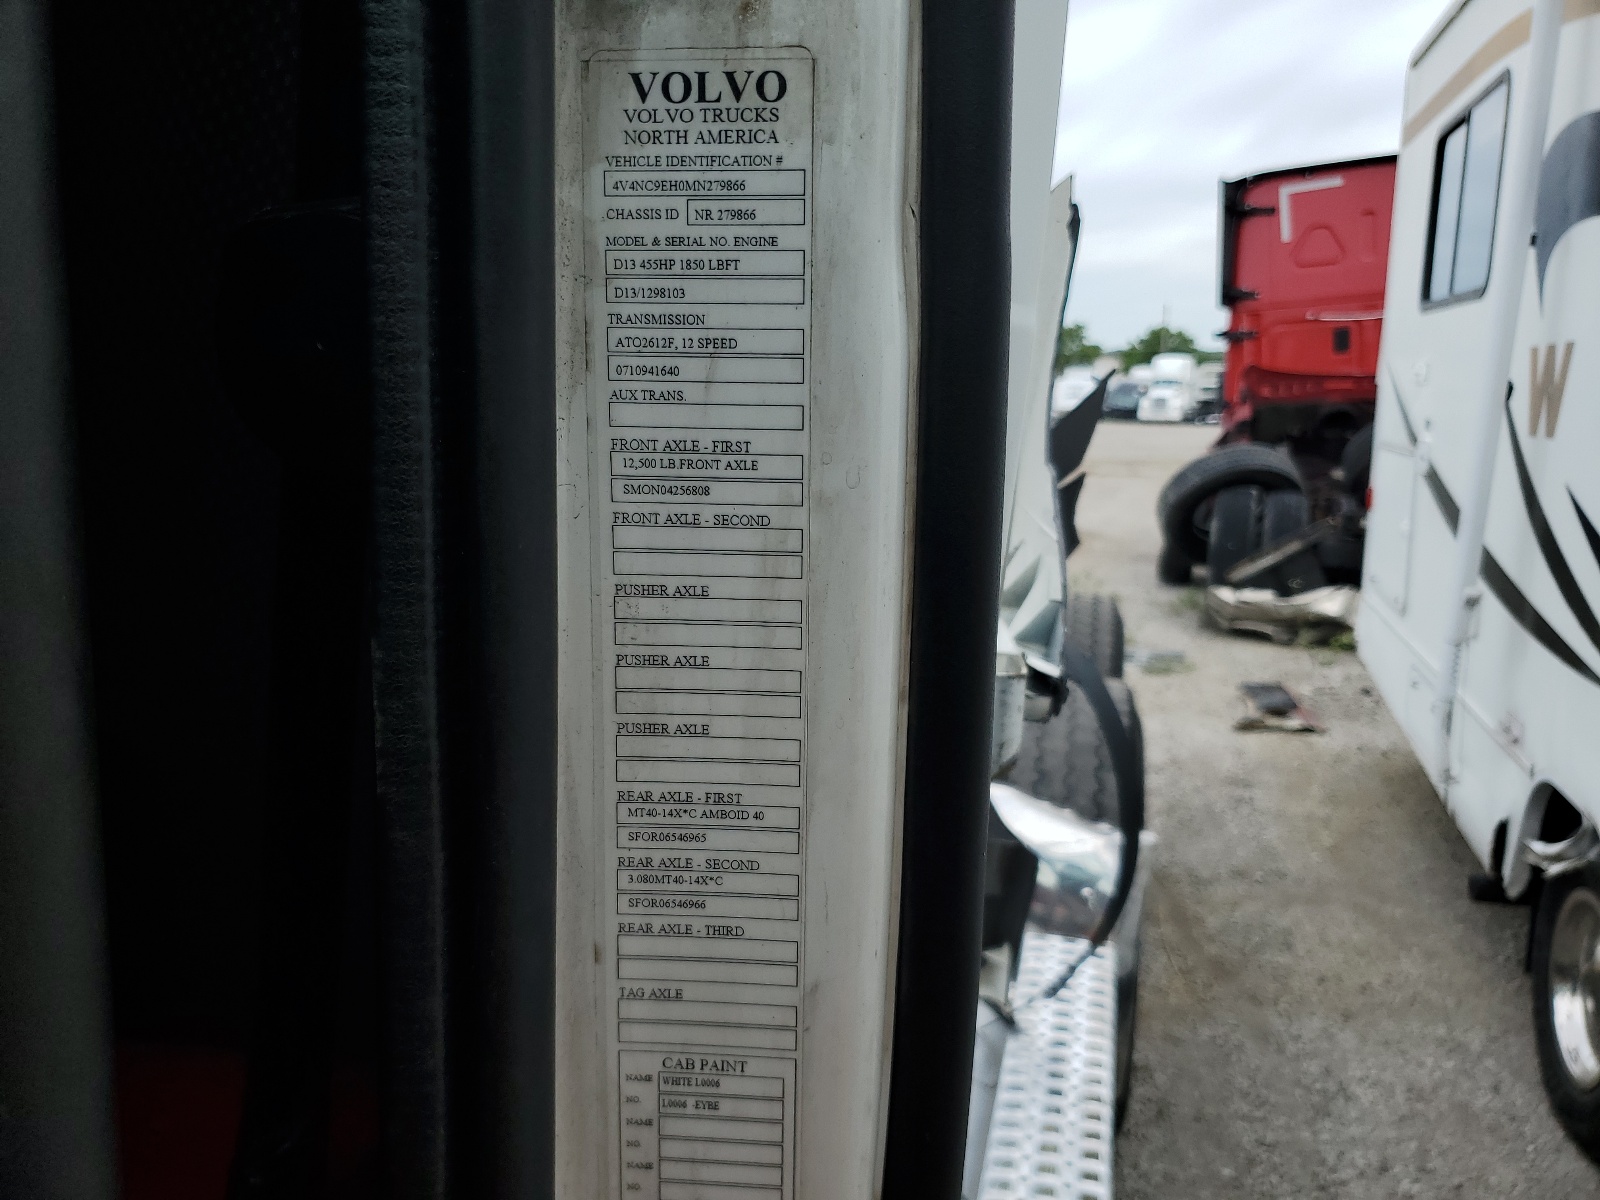 VOLVO
VOLVO TRUCKS
NORTH AMERICA
VEHICLE IDENTIFICATION #
4V4NC9EH0MN279866
CHASSIS ID NR 279866
MODEL & SERIAL NO. ENGINE
D13 455HP 1850 LBFT
D13/1298103
TRANSMISSION
ATO2612F, 12 SPEED
0710941640
AUX TRANS.
FRONT AXLE - FIRST
12,500 LB.FRONT AXLE
SMON04256808
FRONT AXLE - SECOND
PUSHER AXLE
PUSHER AXLE
PUSHER AXLE
REAR AXLE - FIRST
MT40-14X*C AMBOID 40
SFOR06546965
REAR AXLE - SECOND
3.080MT40-14X*C
SFOR06546966
REAR AXLE - THIRD
TAG AXLE
CAB PAINT
NAME WHITE L0006
NO. L0006 -EYBE
NAME
NO.
NAME
NO.
W